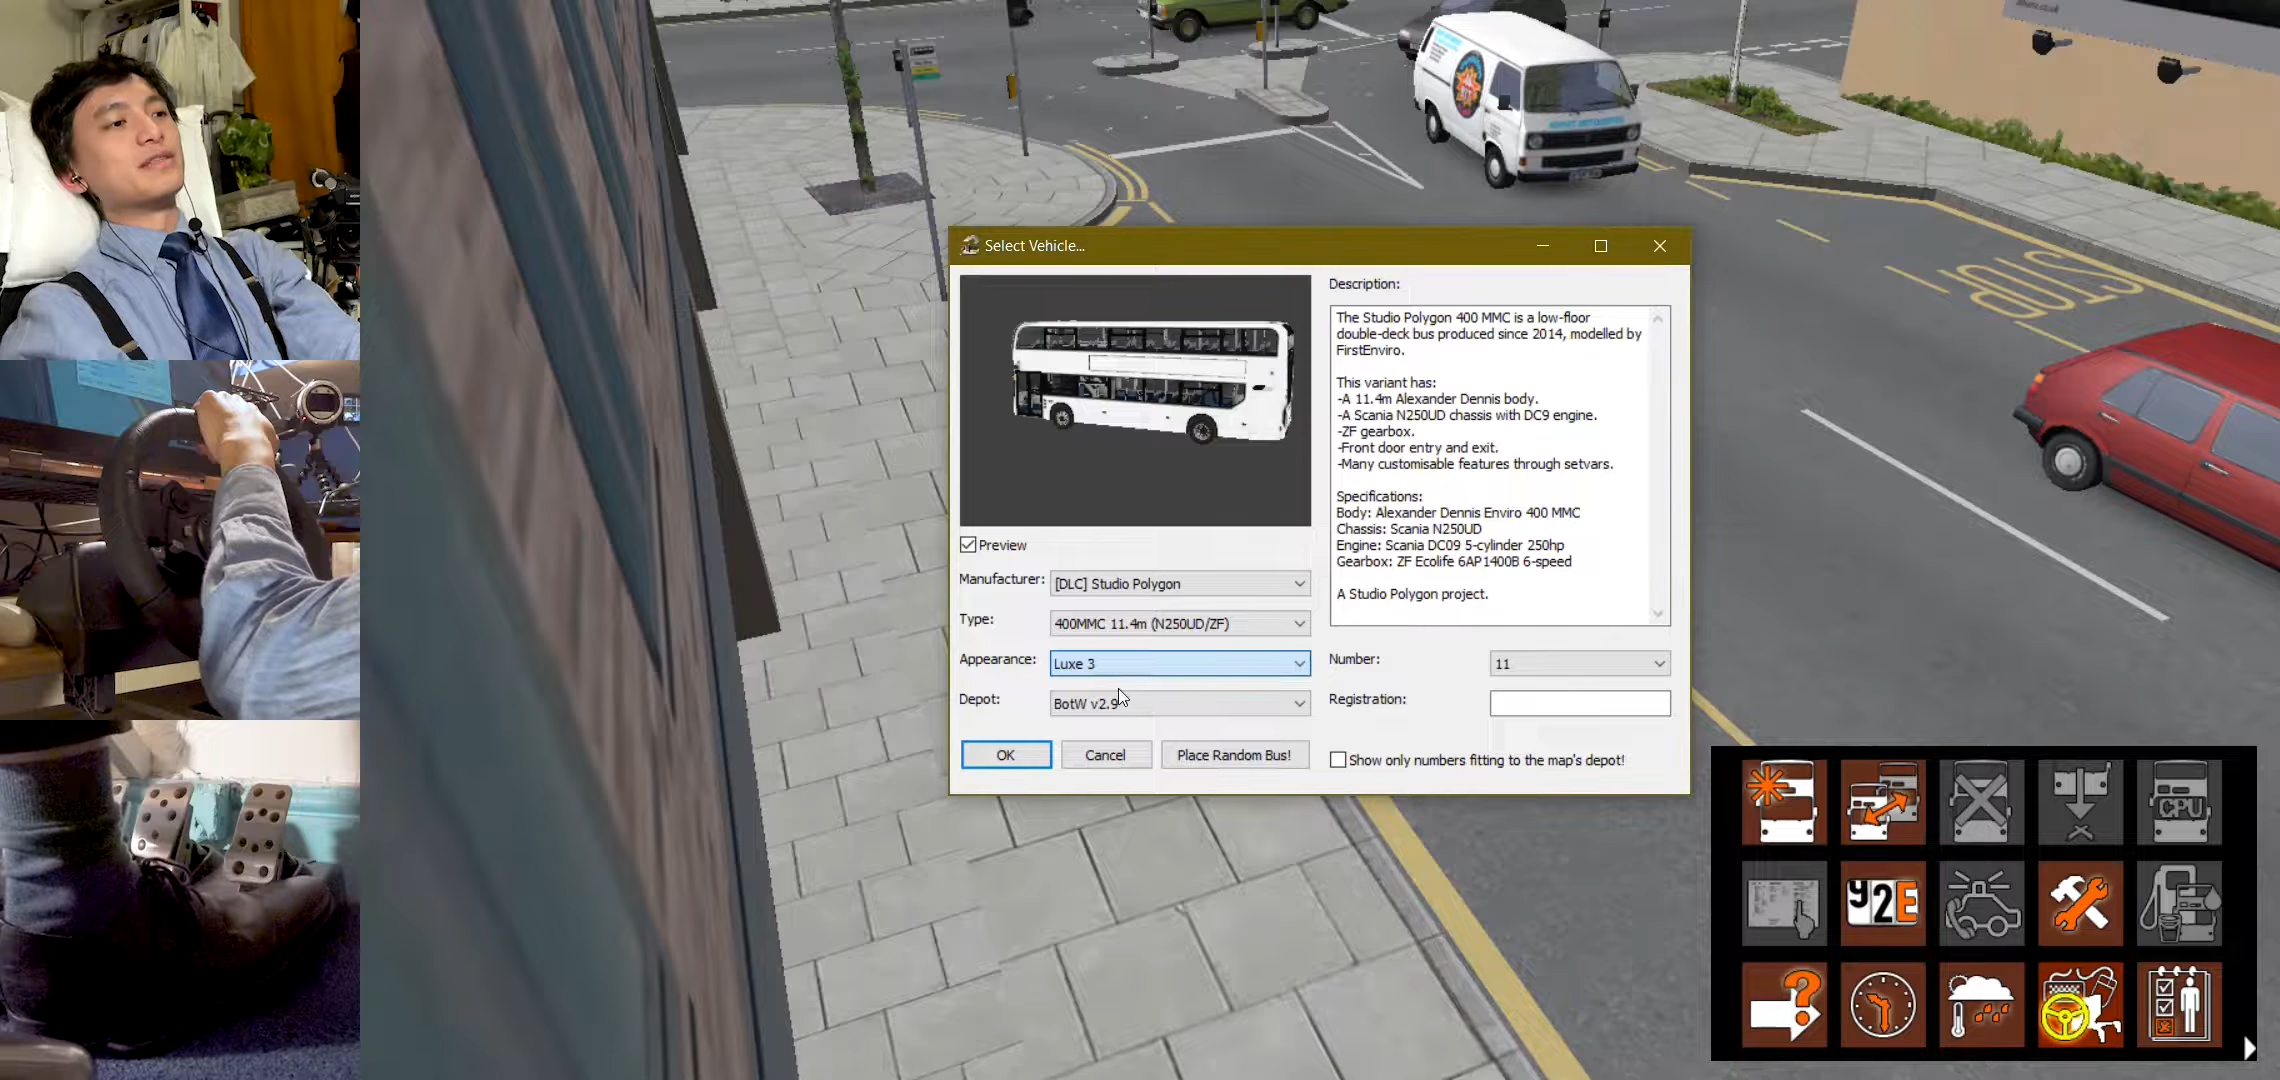 Select Vehicle...
Description:
The Studio Polygon 400 MMC is a low-floor
double-deck bus produced since 2014, modelled by
FirstEnviro.
This variant has:
-A 11.4m Alexander Dennis body.
-A Scania N250UD chassis with DC9 engine.
-ZF gearbox.
-Front door entry and exit.
-Many customisable features through setvars.
Specifications:
Body: Alexander Dennis Enviro 400 MMC
Chassis: Scania N250UD
Engine: Scania DC09 5-cylinder 250hp
Gearbox: ZF Ecolife 6AP1400B 6-speed
A Studio Polygon project.
Preview
Manufacturer: [DLC] Studio Polygon
Type: 400MMC 11.4m (N250UD/ZF)
Appearance: Luxe 3
Number: 11
Depot: BotW v2.9
Registration:
OK
Cancel
Place Random Bus!
Show only numbers fitting to the map's depot!
BUS
STOP
CPU
92E
?